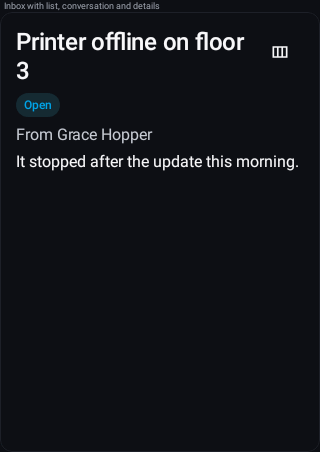 Inbox with list, conversation and details
Printer offline on floor
3
Open
From Grace Hopper
It stopped after the update this morning.